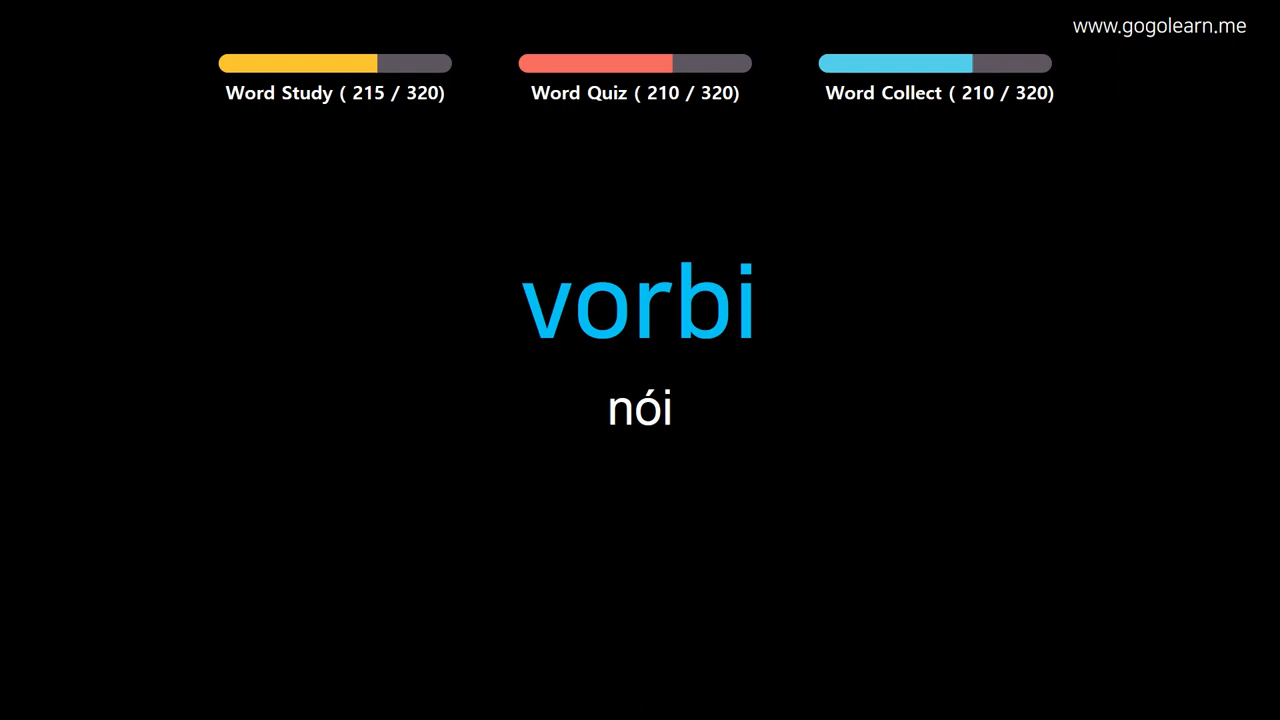 www.gogolearn.me
Word Study ( 215 / 320)
Word Quiz ( 210 / 320)
Word Collect ( 210 / 320)
vorbi
nói